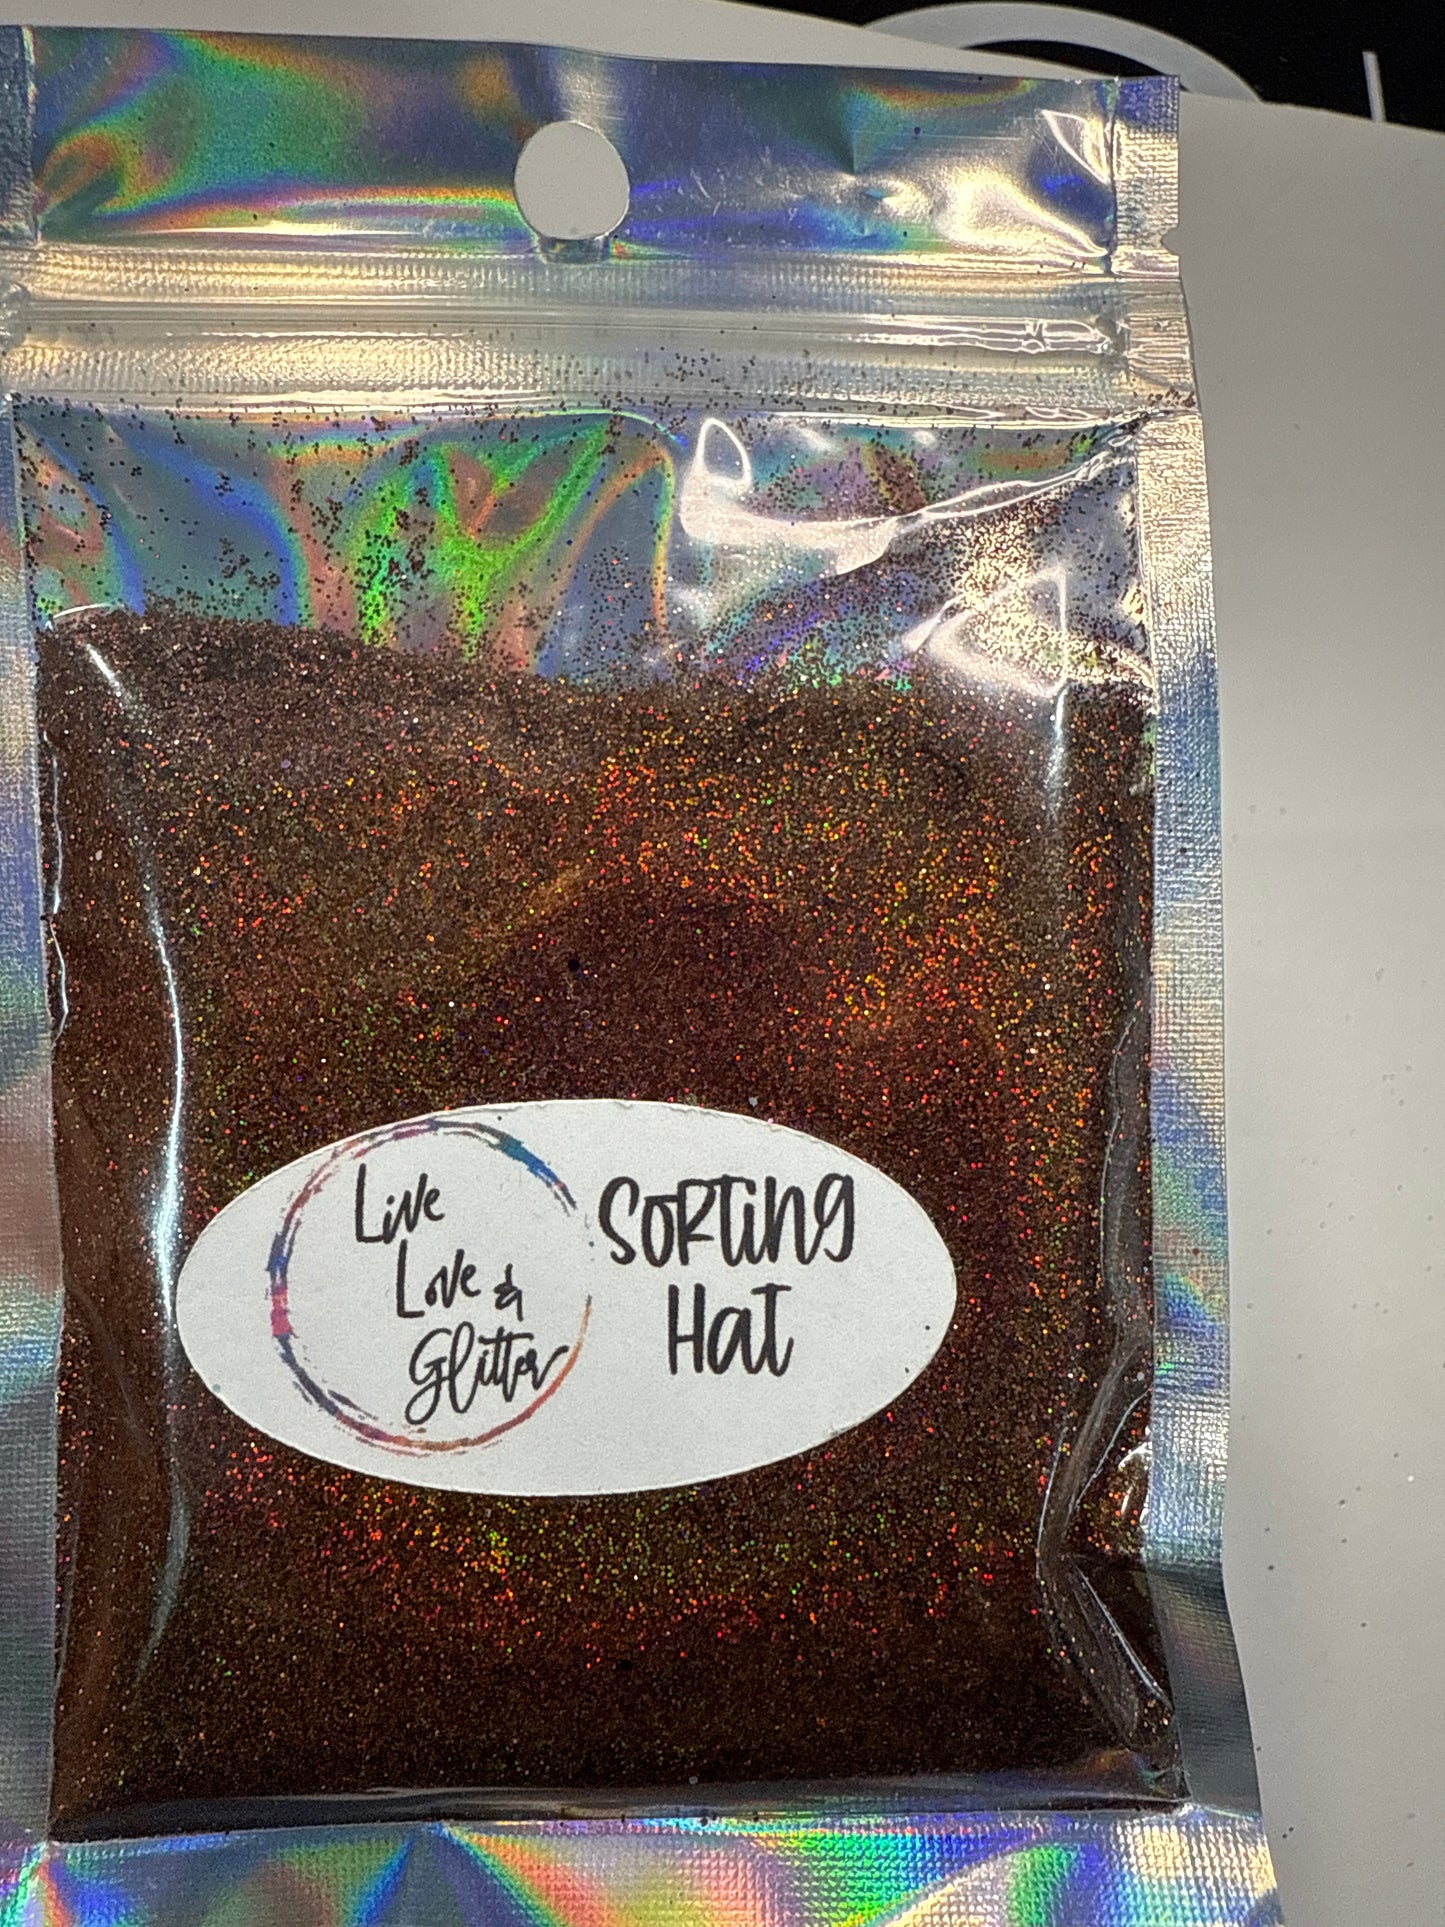 Live
Love &
Glitter
Sorting
Hat